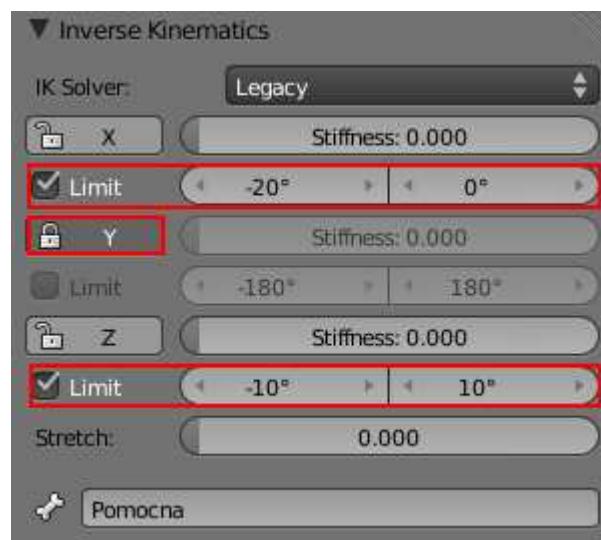 Inverse Kinematics
IK Solver: Legacy
X Stiffness: 0.000
Limit -20° 0°
Y Stiffness: 0.000
Limit -180° 180°
Z Stiffness: 0.000
Limit -10° 10°
Stretch: 0.000
Pomocna